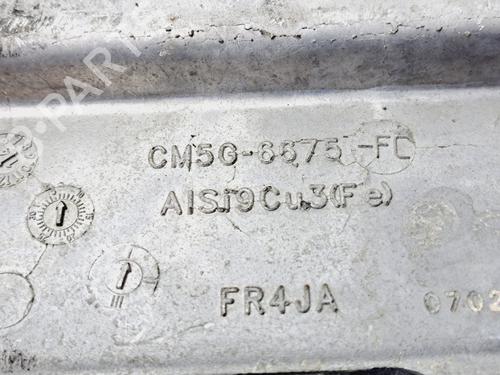 CM5G-6675-FC
AlSi9Cu3(Fe)
FR4JA
0702